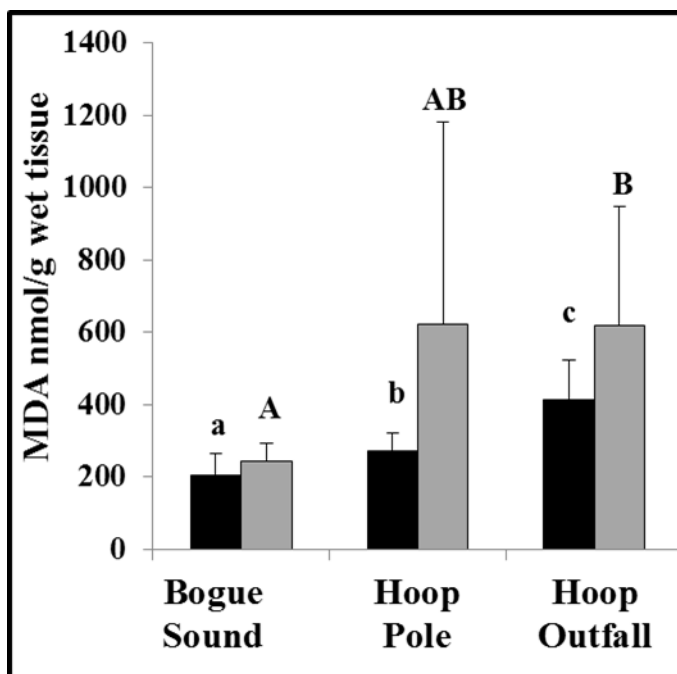 MDA nmol/g wet tissue
1400
1200
1000
800
600
400
200
0
a
A
b
AB
c
B
Bogue
Sound
Hoop
Pole
Hoop
Outfall